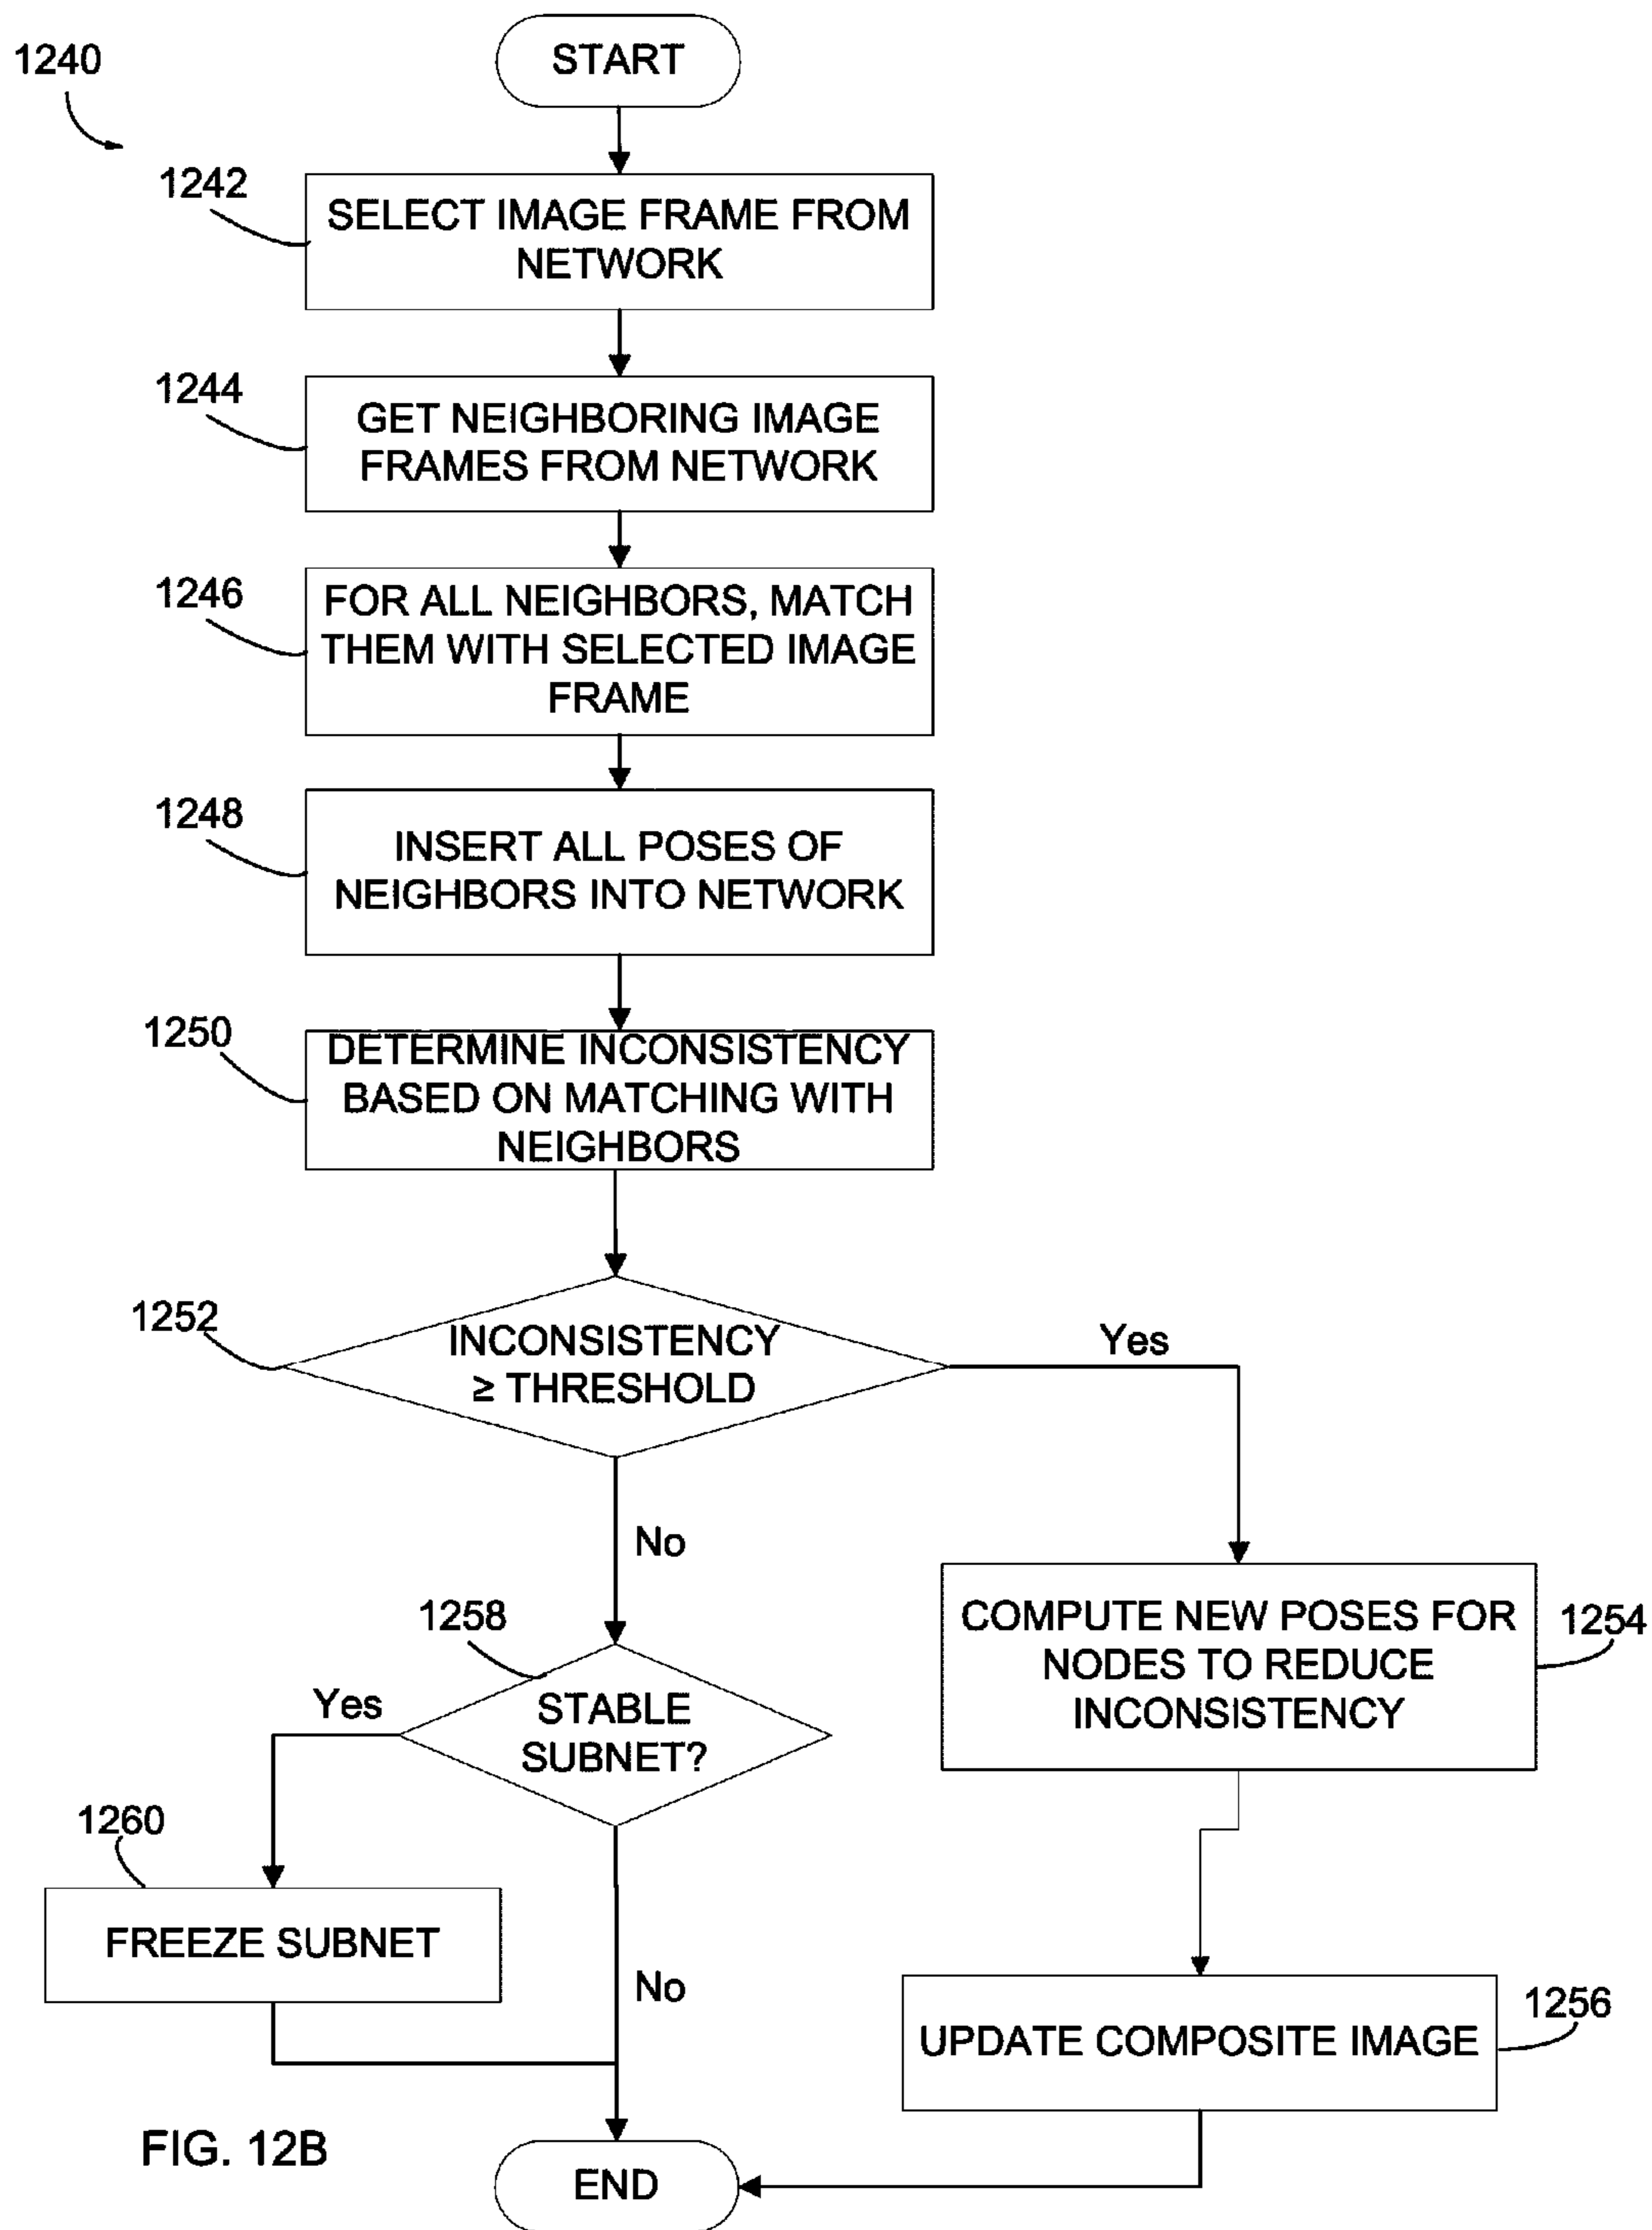 START
1240
1242
SELECT IMAGE FRAME FROM
NETWORK
1244
GET NEIGHBORING IMAGE
FRAMES FROM NETWORK
1246
FOR ALL NEIGHBORS, MATCH
THEM WITH SELECTED IMAGE
FRAME
1248
INSERT ALL POSES OF
NEIGHBORS INTO NETWORK
1250
DETERMINE INCONSISTENCY
BASED ON MATCHING WITH
NEIGHBORS
1252
INCONSISTENCY
≥ THRESHOLD
Yes
No
1254
COMPUTE NEW POSES FOR
NODES TO REDUCE
INCONSISTENCY
1258
STABLE
SUBNET?
Yes
1260
FREEZE SUBNET
No
1256
UPDATE COMPOSITE IMAGE
FIG. 12B
END